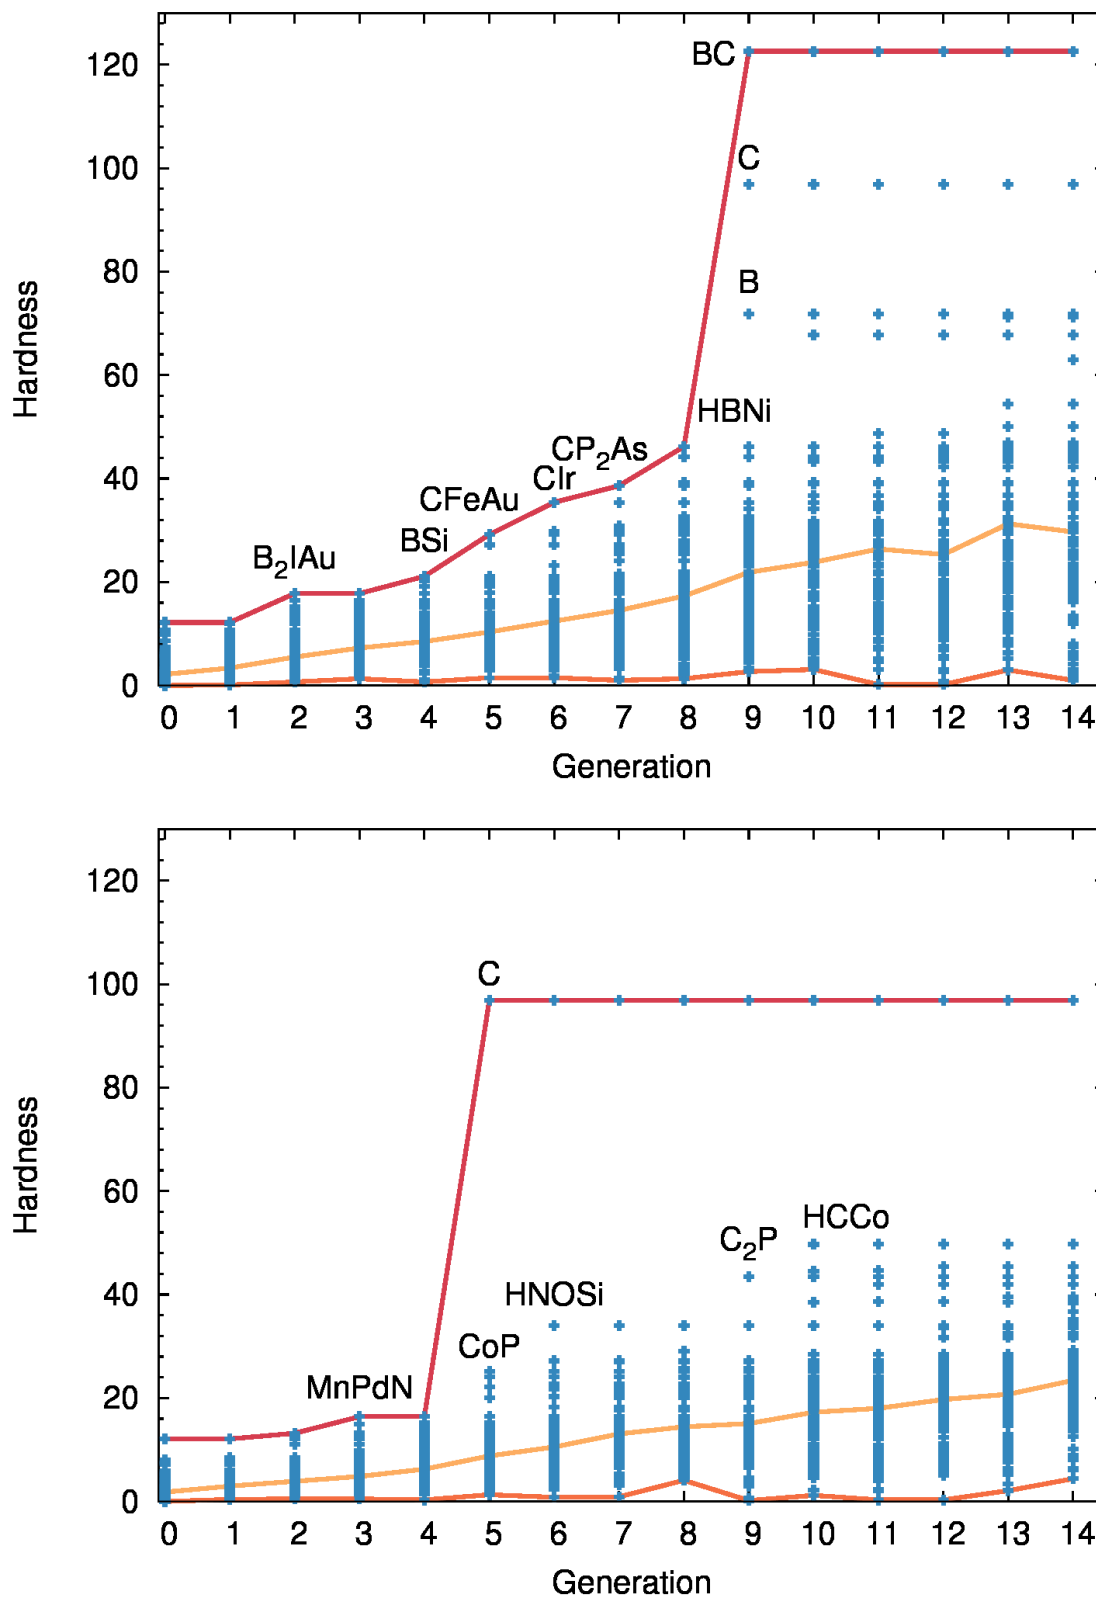 120
BC
100
C
80
B
60
HBNi
40
CP₂As
CIr
CFeAu
BSi
20
B₂IAu
0
Hardness
0 1 2 3 4 5 6 7 8 9 10 11 12 13 14
Generation
120
100
C
80
60
HCCo
C₂P
40
HNOSi
CoP
20
MnPdN
0
Hardness
0 1 2 3 4 5 6 7 8 9 10 11 12 13 14
Generation